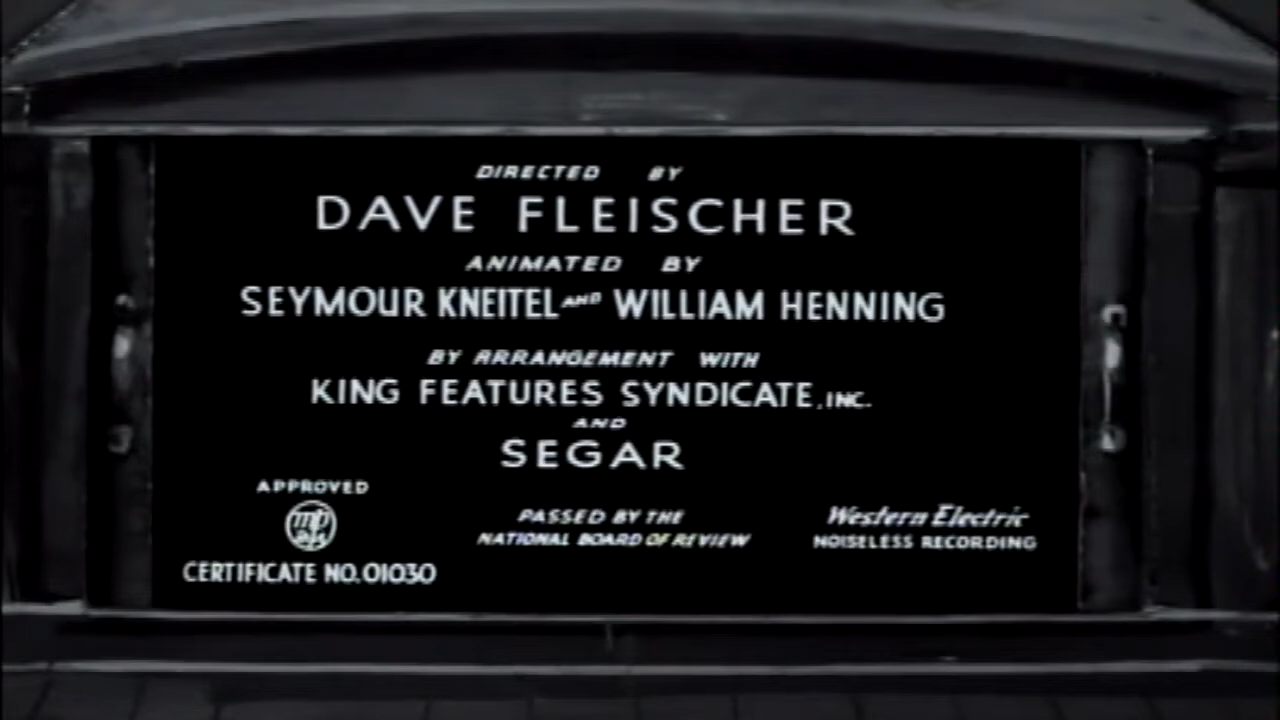 DIRECTED BY
DAVE FLEISCHER
ANIMATED BY
SEYMOUR KNEITEL AND WILLIAM HENNING
BY ARRANGEMENT WITH
KING FEATURES SYNDICATE, INC.
AND
SEGAR
APPROVED
CERTIFICATE NO. 01030
PASSED BY THE
NATIONAL BOARD OF REVIEW
Western Electric
NOISELESS RECORDING